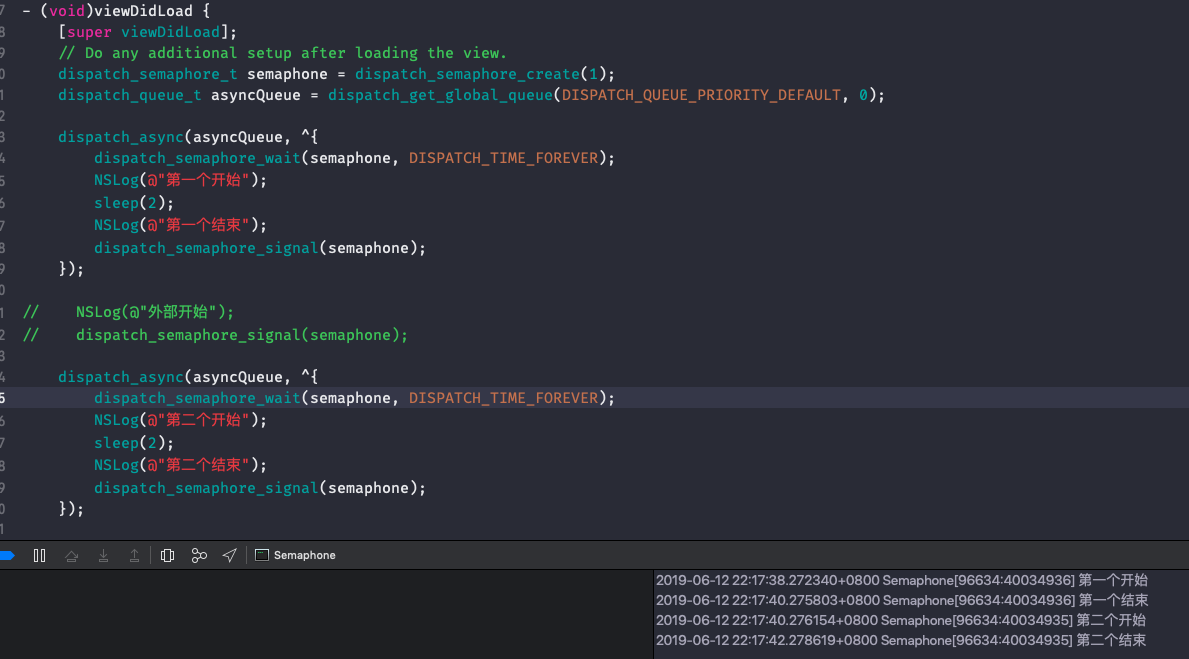 7 - (void)viewDidLoad {
8 [super viewDidLoad];
9 // Do any additional setup after loading the view.
0 dispatch_semaphore_t semaphone = dispatch_semaphore_create(1);
1 dispatch_queue_t asyncQueue = dispatch_get_global_queue(DISPATCH_QUEUE_PRIORITY_DEFAULT, 0);
2
3 dispatch_async(asyncQueue, ^{
4 dispatch_semaphore_wait(semaphone, DISPATCH_TIME_FOREVER);
5 NSLog(@"第一个开始");
6 sleep(2);
7 NSLog(@"第一个结束");
8 dispatch_semaphore_signal(semaphone);
9 });
0
1 // NSLog(@"外部开始");
2 // dispatch_semaphore_signal(semaphone);
3
4 dispatch_async(asyncQueue, ^{
5 dispatch_semaphore_wait(semaphone, DISPATCH_TIME_FOREVER);
6 NSLog(@"第二个开始");
7 sleep(2);
8 NSLog(@"第二个结束");
9 dispatch_semaphore_signal(semaphone);
0 });
1
Semaphone
2019-06-12 22:17:38.272340+0800 Semaphone[96634:40034936] 第一个开始
2019-06-12 22:17:40.275803+0800 Semaphone[96634:40034936] 第一个结束
2019-06-12 22:17:40.276154+0800 Semaphone[96634:40034935] 第二个开始
2019-06-12 22:17:42.278619+0800 Semaphone[96634:40034935] 第二个结束